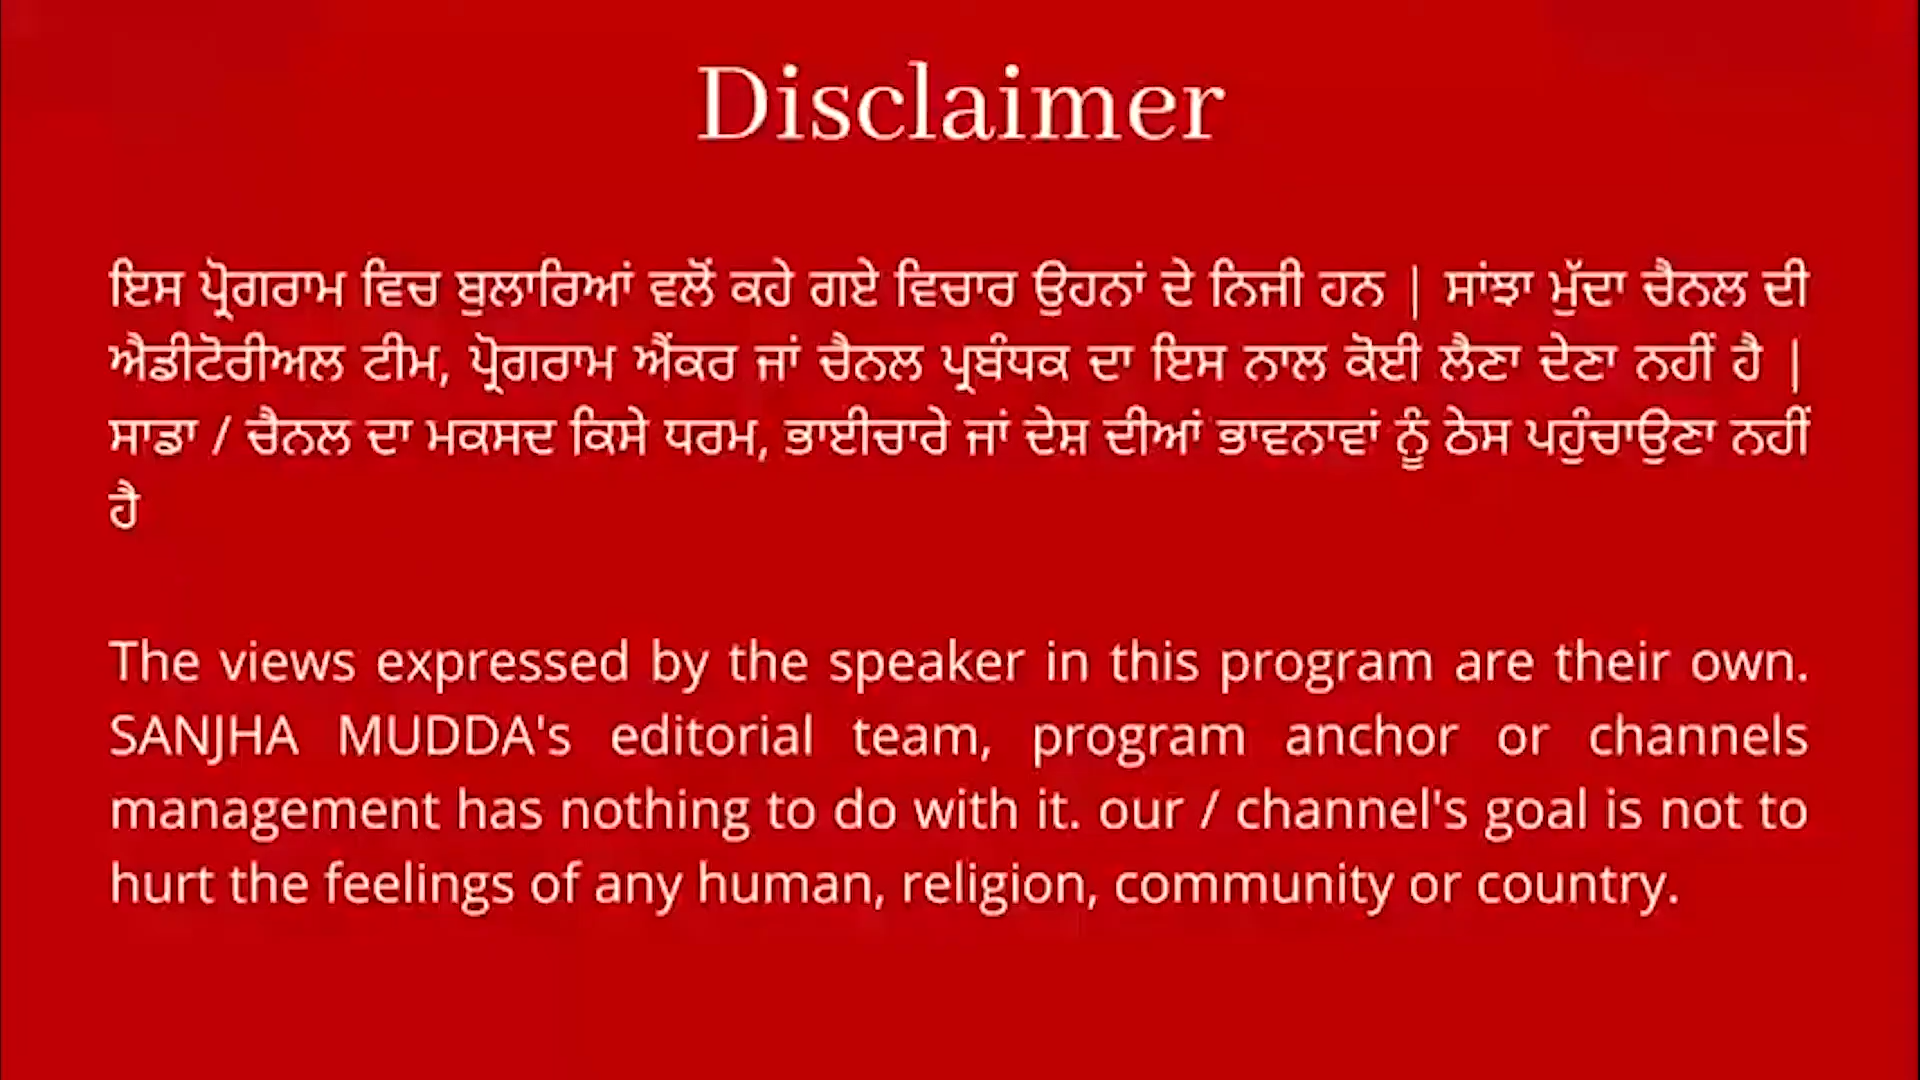 Disclaimer
ਇਸ ਪ੍ਰੋਗਰਾਮ ਵਿਚ ਬੁਲਾਰਿਆਂ ਵਲੋਂ ਕਹੇ ਗਏ ਵਿਚਾਰ ਉਹਨਾਂ ਦੇ ਨਿਜੀ ਹਨ | ਸਾਂਝਾ ਮੁੱਦਾ ਚੈਨਲ ਦੀ
ਐਡੀਟੋਰੀਅਲ ਟੀਮ, ਪ੍ਰੋਗਰਾਮ ਐਂਕਰ ਜਾਂ ਚੈਨਲ ਪ੍ਰਬੰਧਕ ਦਾ ਇਸ ਨਾਲ ਕੋਈ ਲੈਣਾ ਦੇਣਾ ਨਹੀਂ ਹੈ |
ਸਾਡਾ / ਚੈਨਲ ਦਾ ਮਕਸਦ ਕਿਸੇ ਧਰਮ, ਭਾਈਚਾਰੇ ਜਾਂ ਦੇਸ਼ ਦੀਆਂ ਭਾਵਨਾਵਾਂ ਨੂੰ ਠੇਸ ਪਹੁੰਚਾਉਣਾ ਨਹੀਂ
ਹੈ
The views expressed by the speaker in this program are their own.
SANJHA MUDDA's editorial team, program anchor or channels
management has nothing to do with it. our / channel's goal is not to
hurt the feelings of any human, religion, community or country.